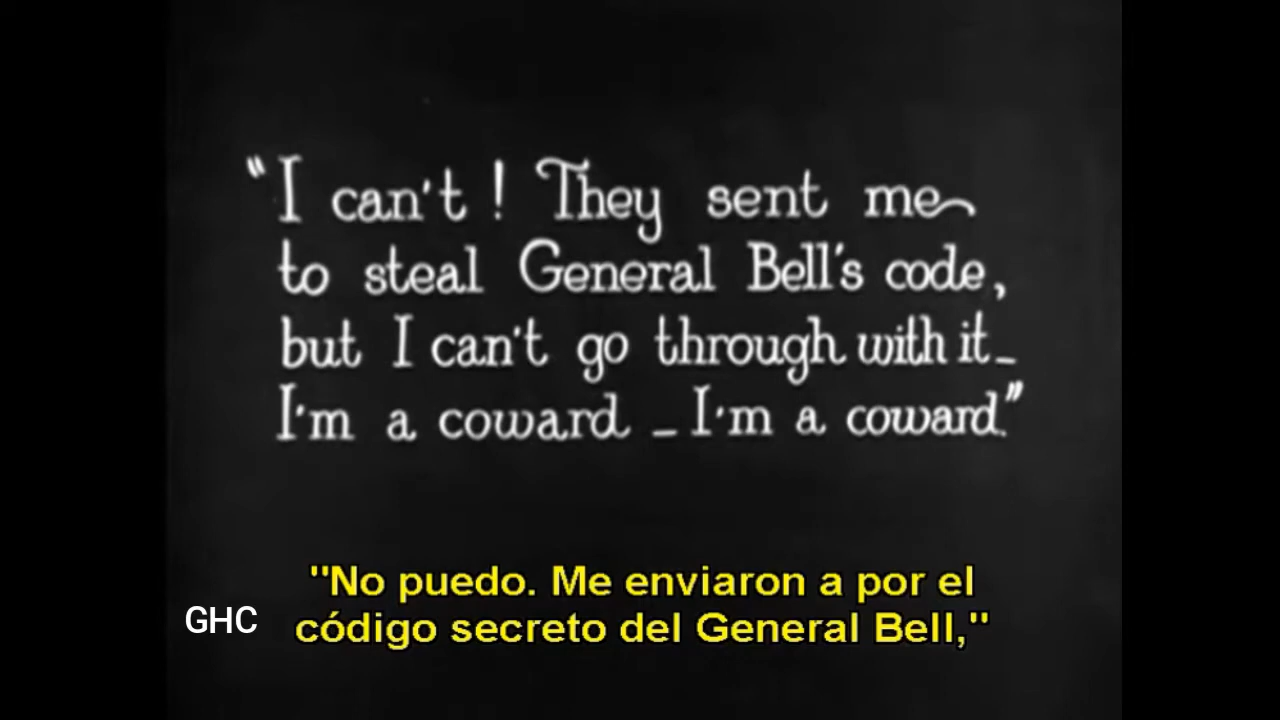 "I can't! They sent me
to steal General Bell's code,
but I can't go through with it_
I'm a coward _ I'm a coward."
"No puedo. Me enviaron a por el
GHC
código secreto del General Bell,"